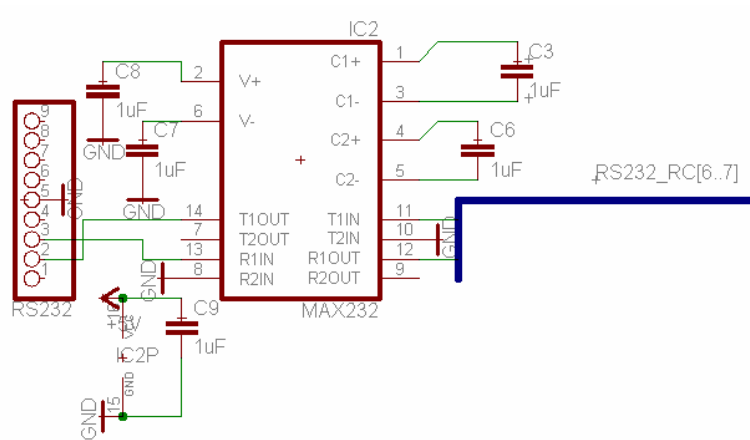 IC2
C8
1uF
GND
C7
1uF
GND
2 V+
6 V-
14 T1OUT
7 T2OUT
13 R1IN
8 R2IN
GND
C1+ 1
C1- 3
C2+ 4
C2- 5
T1IN 11
T2IN 10
R1OUT 12
R2OUT 9
MAX232
C3
1uF
C6
1uF
GND
RS232_RC[6..7]
9
8
7
6
5
4
3
2
1
GND
RS232
+5V
16
VCC
IC2P
GND
15
GND
C9
1uF